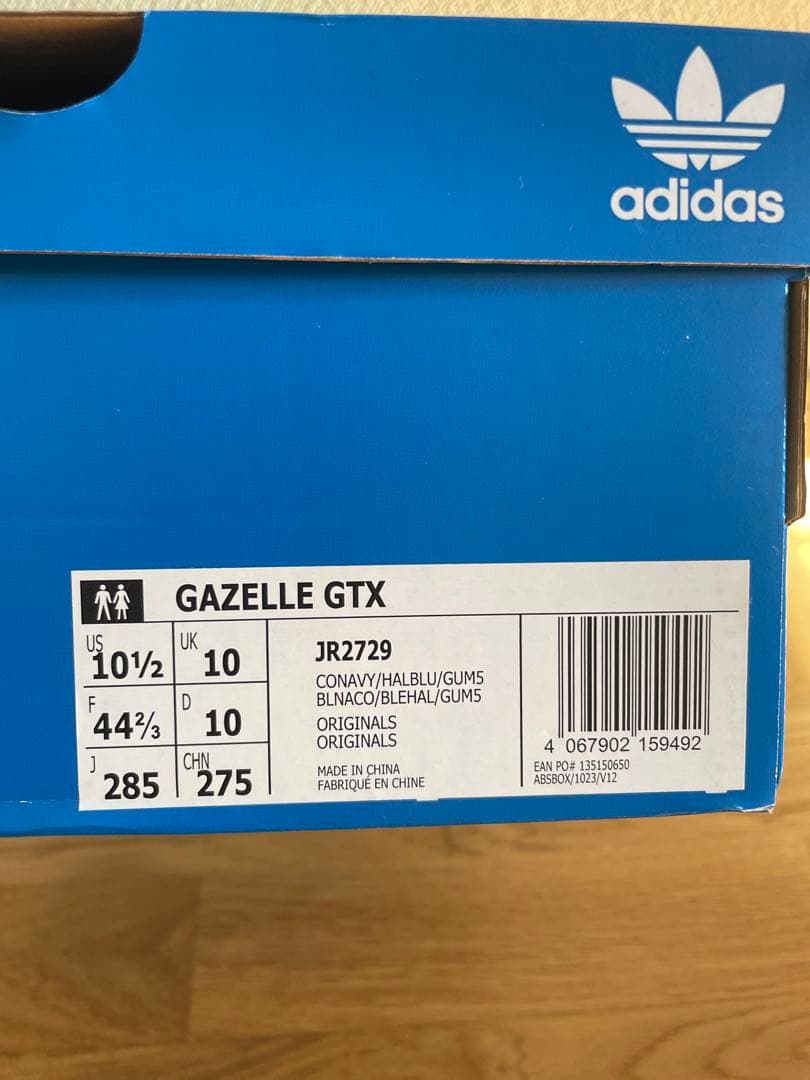 adidas
GAZELLE GTX
US 10½ UK 10
F 44⅔ D 10
J 285 CHN 275
JR2729
CONAVY/HALBLU/GUM5
BLNACO/BLEHAL/GUM5
ORIGINALS
ORIGINALS
MADE IN CHINA
FABRIQUÉ EN CHINE
4 067902 159492
EAN PO# 135150650
ABSBOX/1023/V12